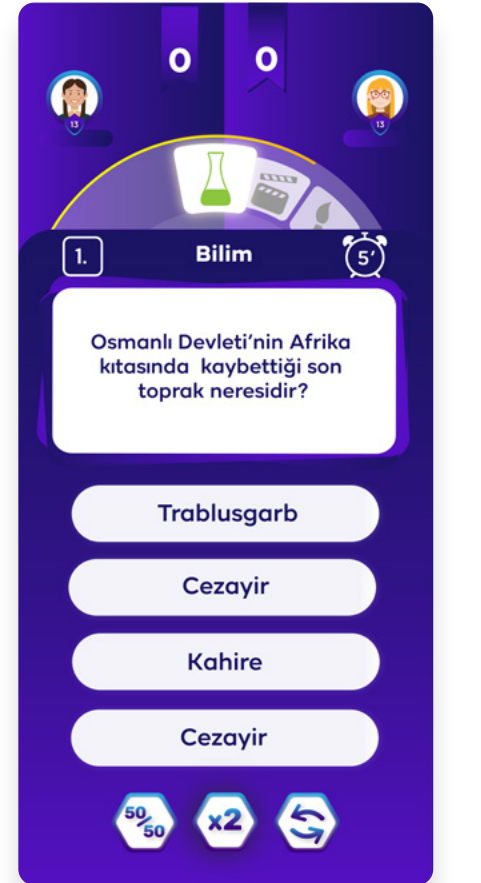 0 0
13 13
1. Bilim 5’
Osmanlı Devleti’nin Afrika
kıtasında kaybettiği son
toprak neresidir?
Trablusgarb
Cezayir
Kahire
Cezayir
50/50 x2